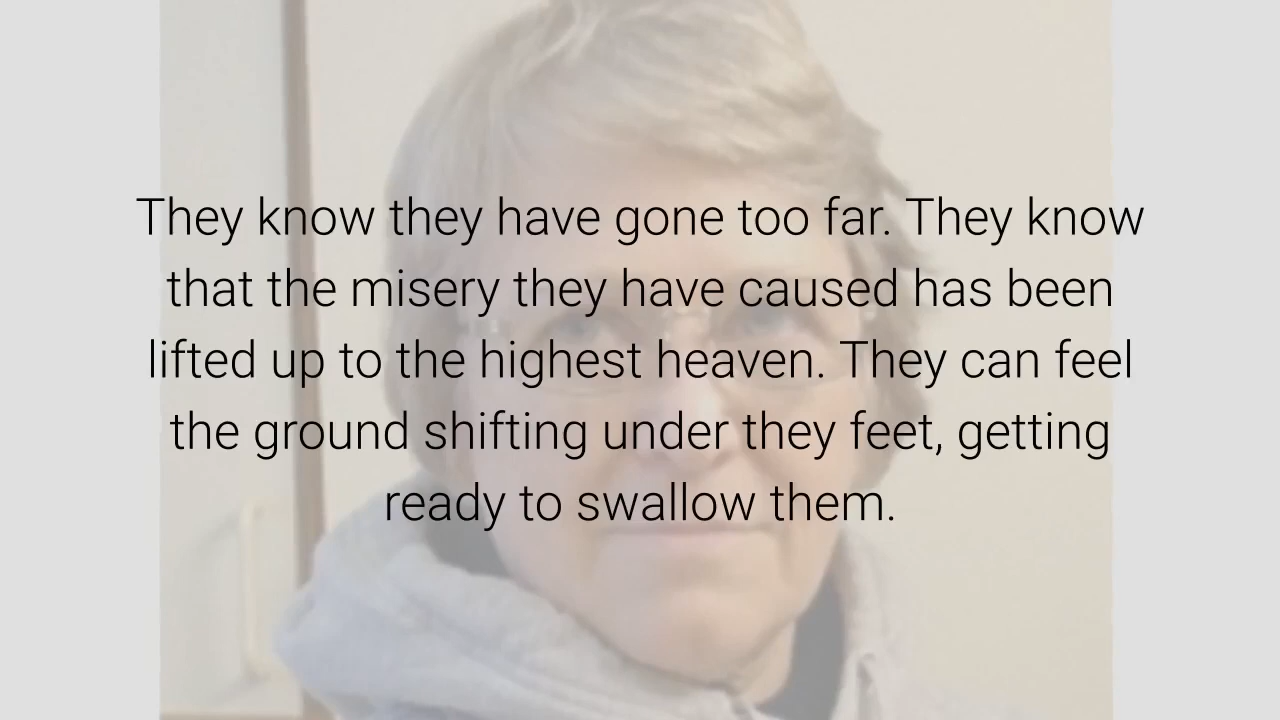 They know they have gone too far. They know
that the misery they have caused has been
lifted up to the highest heaven. They can feel
the ground shifting under they feet, getting
ready to swallow them.